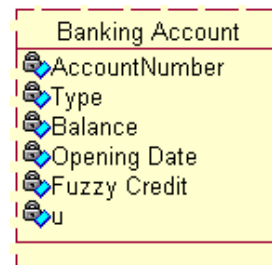 Banking Account
AccountNumber
Type
Balance
Opening Date
Fuzzy Credit
u